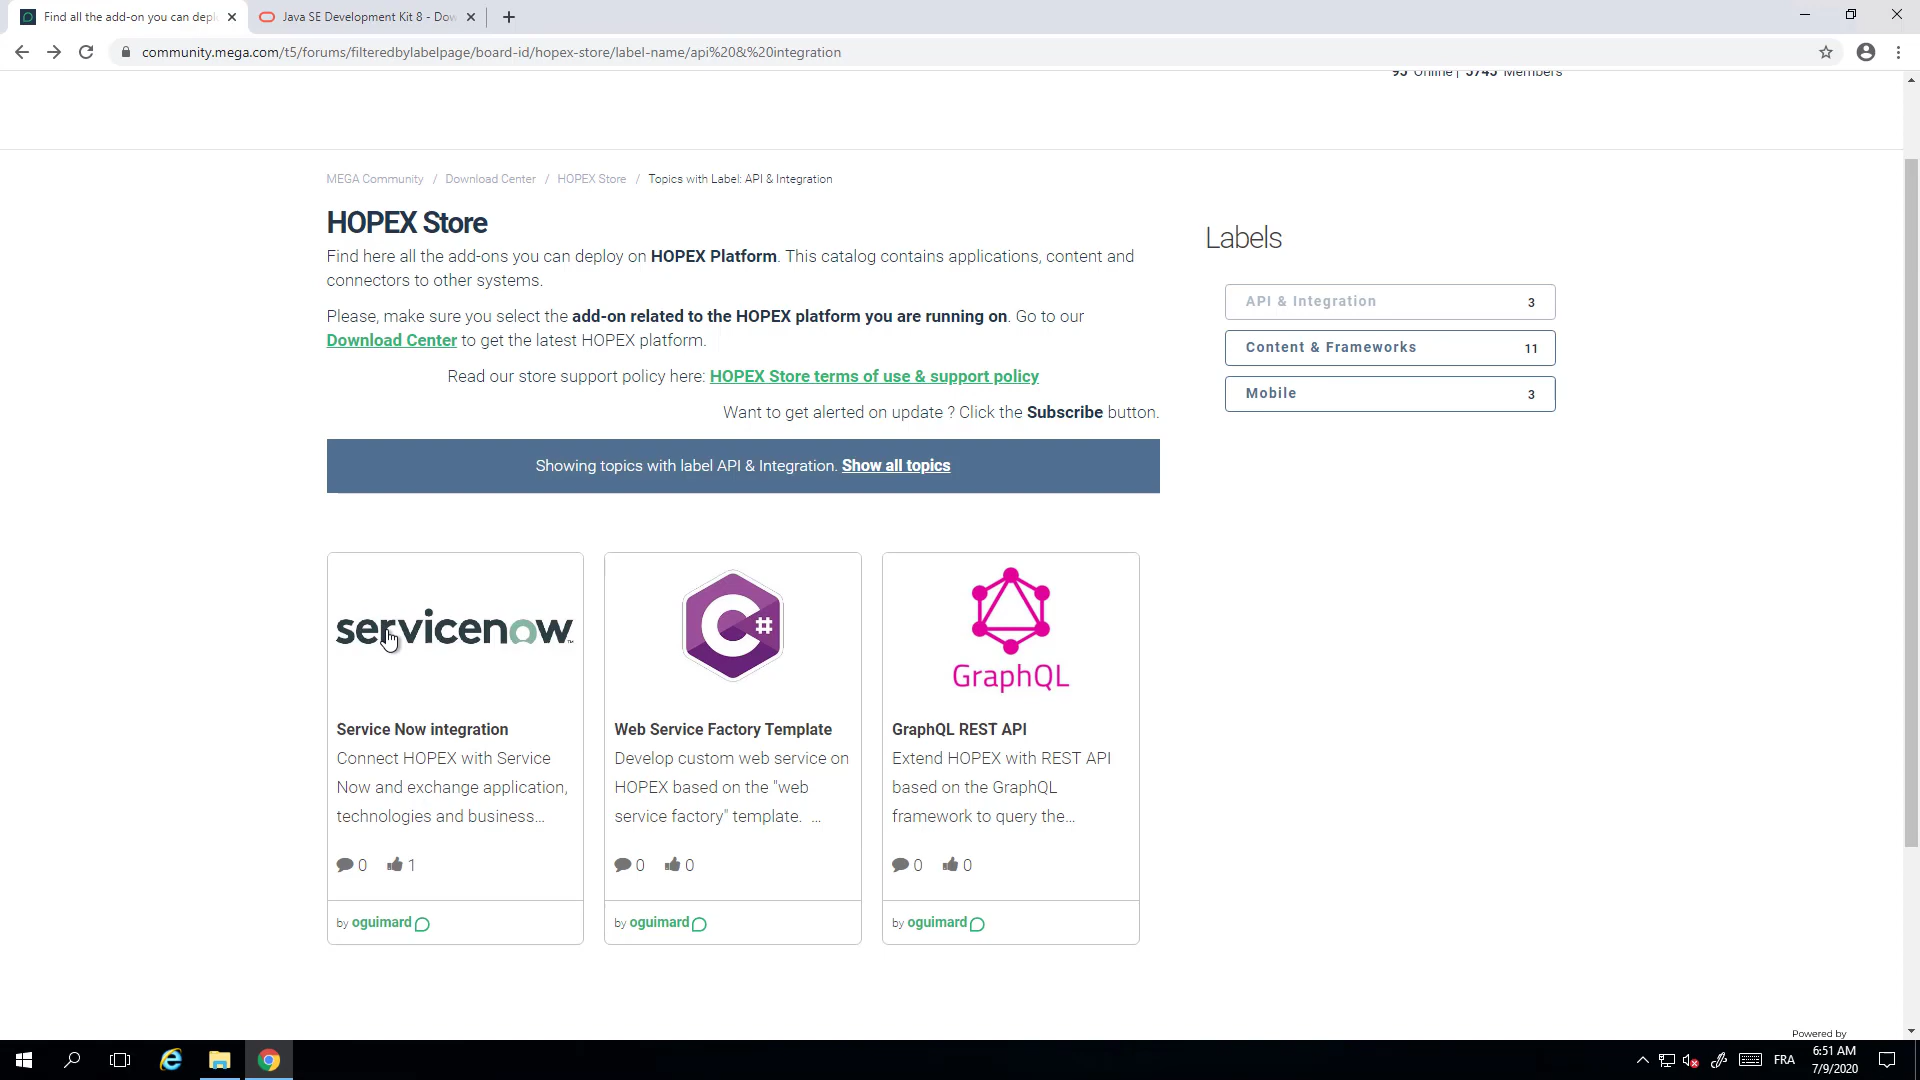 Find all the add-on you can depl
Java SE Development Kit 8 - Dow
community.mega.com/t5/forums/filteredbylabelpage/board-id/hopex-store/label-name/api%20&%20integration
95 Online | 5745 Members
MEGA Community / Download Center / HOPEX Store / Topics with Label: API & Integration
HOPEX Store
Find here all the add-ons you can deploy on HOPEX Platform. This catalog contains applications, content and
connectors to other systems.
Please, make sure you select the add-on related to the HOPEX platform you are running on. Go to our
Download Center to get the latest HOPEX platform.
Read our store support policy here: HOPEX Store terms of use & support policy
Want to get alerted on update ? Click the Subscribe button.
Showing topics with label API & Integration. Show all topics
Labels
API & Integration 3
Content & Frameworks 11
Mobile 3
servicenow™
Service Now integration
Connect HOPEX with Service
Now and exchange application,
technologies and business...
0 1
by oguimard
C#
Web Service Factory Template
Develop custom web service on
HOPEX based on the "web
service factory" template. ...
0 0
by oguimard
GraphQL
GraphQL REST API
Extend HOPEX with REST API
based on the GraphQL
framework to query the...
0 0
by oguimard
Powered by
FRA
6:51 AM
7/9/2020